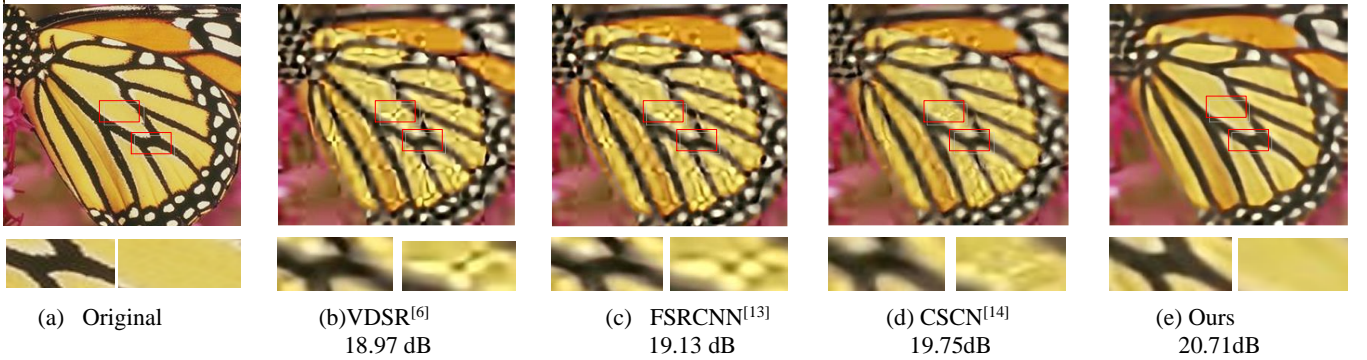 (a) Original
(b)VDSR[6]
18.97 dB
(c) FSRCNN[13]
19.13 dB
(d) CSCN[14]
19.75dB
(e) Ours
20.71dB